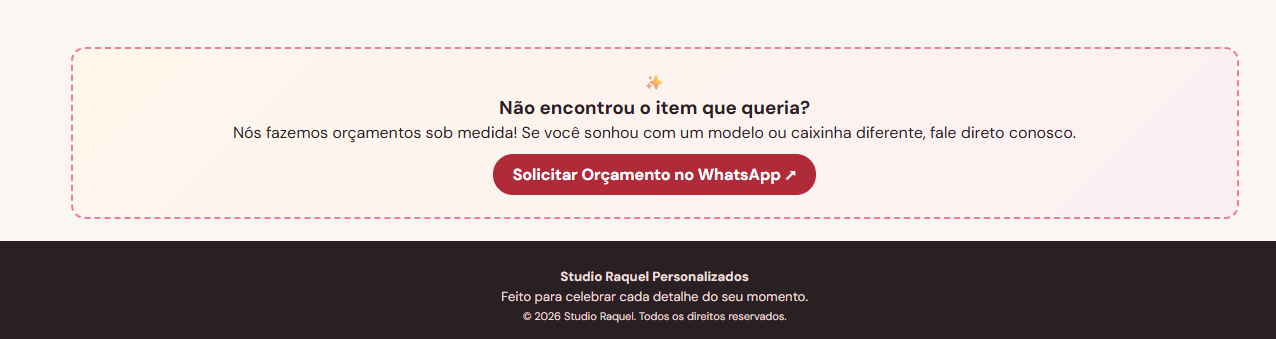 ✨
Não encontrou o item que queria?
Nós fazemos orçamentos sob medida! Se você sonhou com um modelo ou caixinha diferente, fale direto conosco.
Solicitar Orçamento no WhatsApp ↗
Studio Raquel Personalizados
Feito para celebrar cada detalhe do seu momento.
© 2026 Studio Raquel. Todos os direitos reservados.